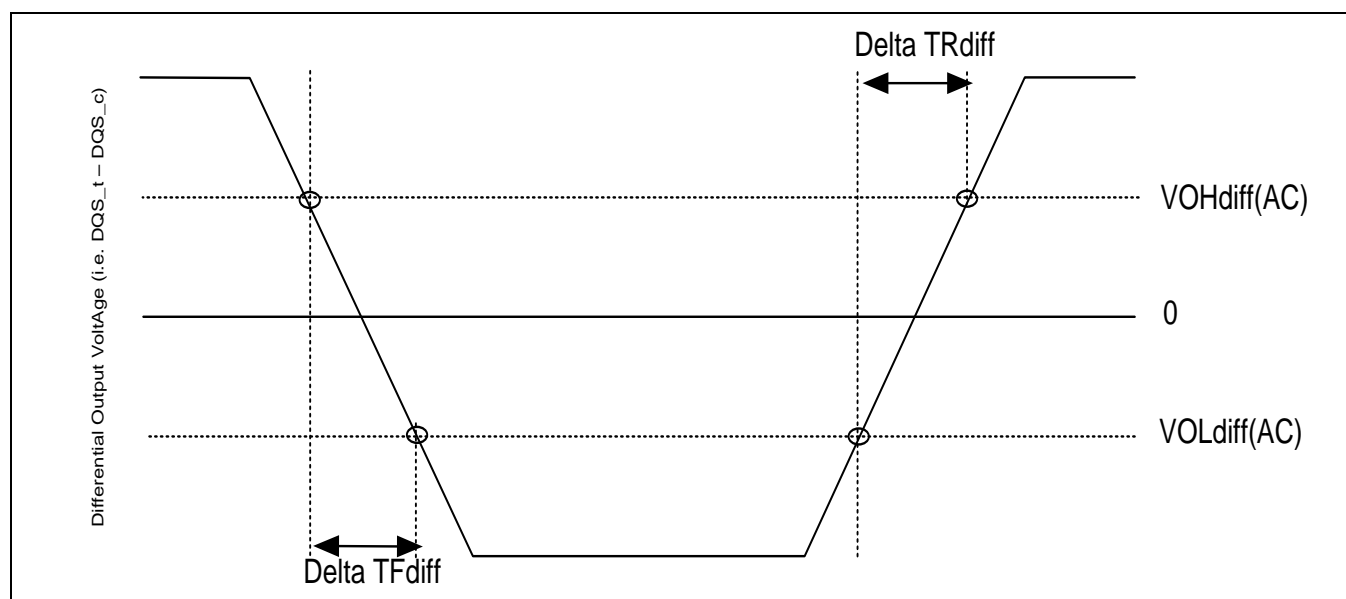 Delta TRdiff
Differential Output VoltAge (i.e. DQS_t – DQS_c)
VOHdiff(AC)
0
VOLdiff(AC)
Delta TFdiff